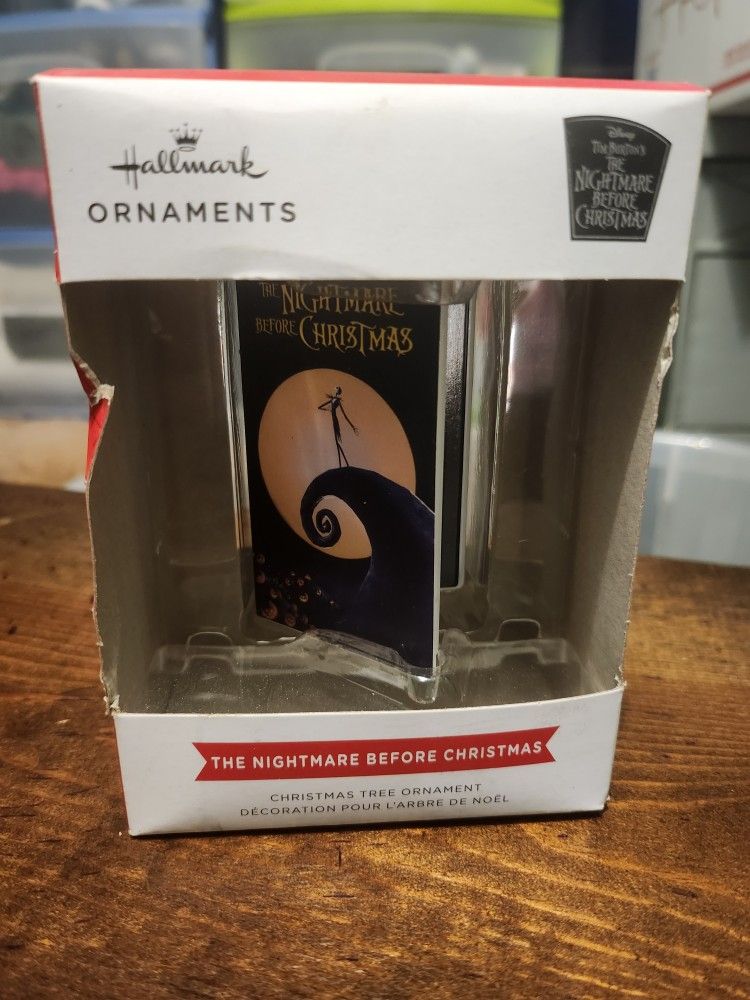 Hallmark
ORNAMENTS
Disney
TIM BURTON'S
THE
NIGHTMARE
BEFORE
CHRISTMAS
THE NIGHTMARE
BEFORE CHRISTMAS
THE NIGHTMARE BEFORE CHRISTMAS
CHRISTMAS TREE ORNAMENT
DÉCORATION POUR L'ARBRE DE NOËL